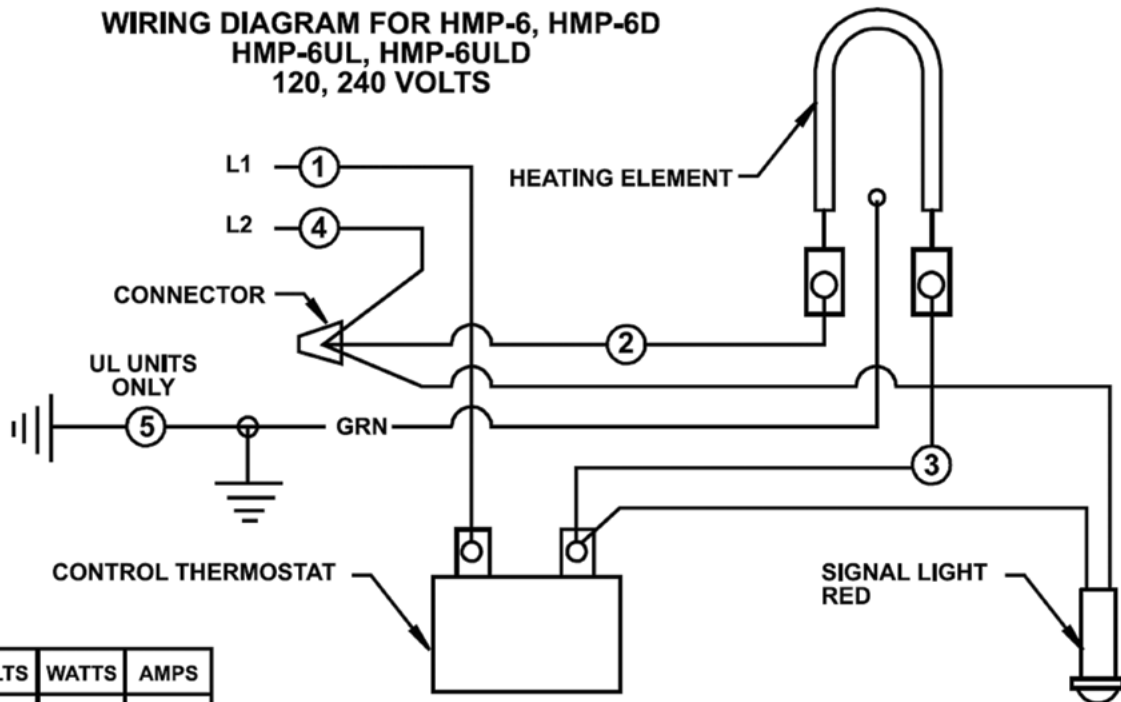 WIRING DIAGRAM FOR HMP-6, HMP-6D
HMP-6UL, HMP-6ULD
120, 240 VOLTS
L1
1
HEATING ELEMENT
L2
4
CONNECTOR
2
UL UNITS
ONLY
5
GRN
3
CONTROL THERMOSTAT
SIGNAL LIGHT
RED
LTS WATTS AMPS